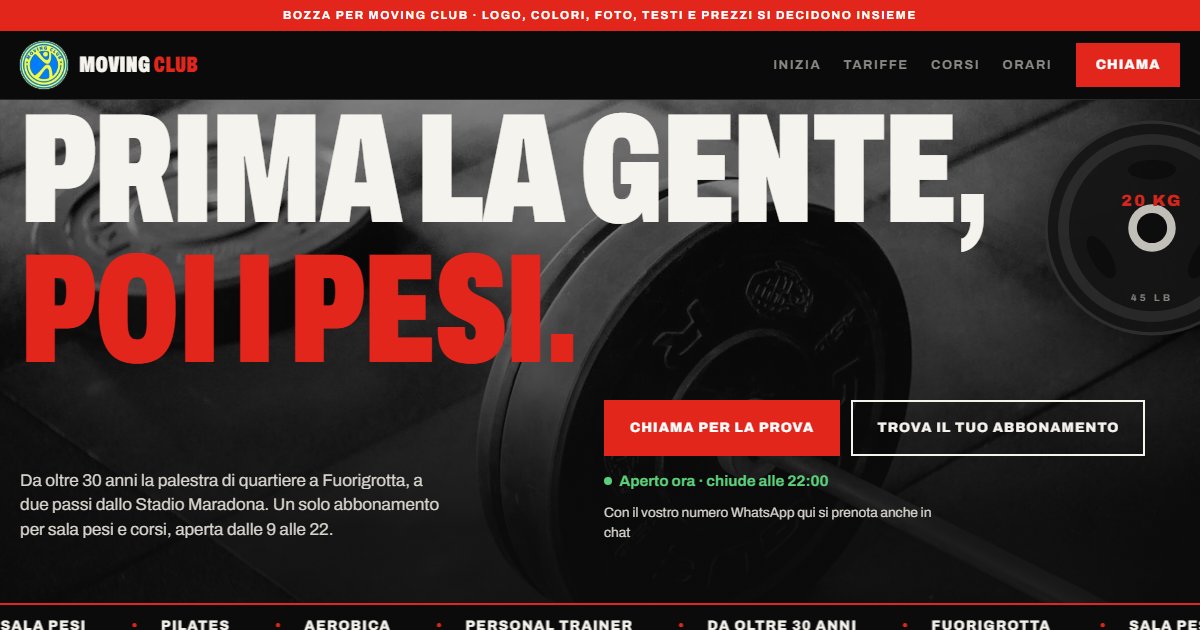 BOZZA PER MOVING CLUB · LOGO, COLORI, FOTO, TESTI E PREZZI SI DECIDONO INSIEME
MOVING CLUB
INIZIA
TARIFFE
CORSI
ORARI
CHIAMA
PRIMA LA GENTE,
POI I PESI.
20 KG
45 LB
CHIAMA PER LA PROVA
TROVA IL TUO ABBONAMENTO
Da oltre 30 anni la palestra di quartiere a Fuorigrotta, a
due passi dallo Stadio Maradona. Un solo abbonamento
per sala pesi e corsi, aperta dalle 9 alle 22.
Aperto ora · chiude alle 22:00
Con il vostro numero WhatsApp qui si prenota anche in
chat
SALA PESI • PILATES • AEROBICA • PERSONAL TRAINER • DA OLTRE 30 ANNI • FUORIGROTTA • SALA PE